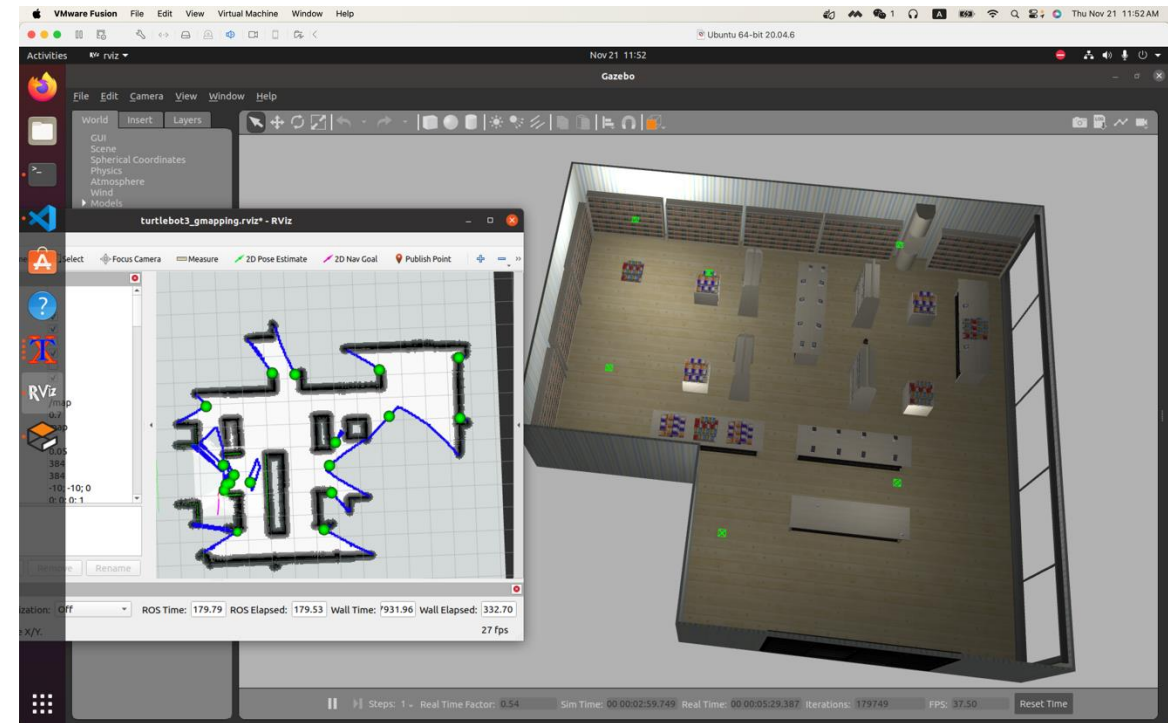 VMware Fusion File Edit View Virtual Machine Window Help
1
A
Thu Nov 21 11:52 AM
Ubuntu 64-bit 20.04.6
Activities
rviz
Nov 21 11:52
Gazebo
File Edit Camera View Window Help
World Insert Layers
GUI
Scene
Spherical Coordinates
Physics
Atmosphere
Wind
Models
turtlebot3_gmapping.rviz* - RViz
Select Focus Camera Measure 2D Pose Estimate 2D Nav Goal Publish Point
RViz
/map
0.7
map
0.05
384
384
-10; -10; 0
0; 0; 0; 1
Remove Rename
ization: Off ROS Time: 179.79 ROS Elapsed: 179.53 Wall Time: 7931.96 Wall Elapsed: 332.70
e X/Y. 27 fps
Steps: 1 Real Time Factor: 0.54 Sim Time: 00 00:02:59.749 Real Time: 00 00:05:29.387 Iterations: 179749 FPS: 37.50 Reset Time